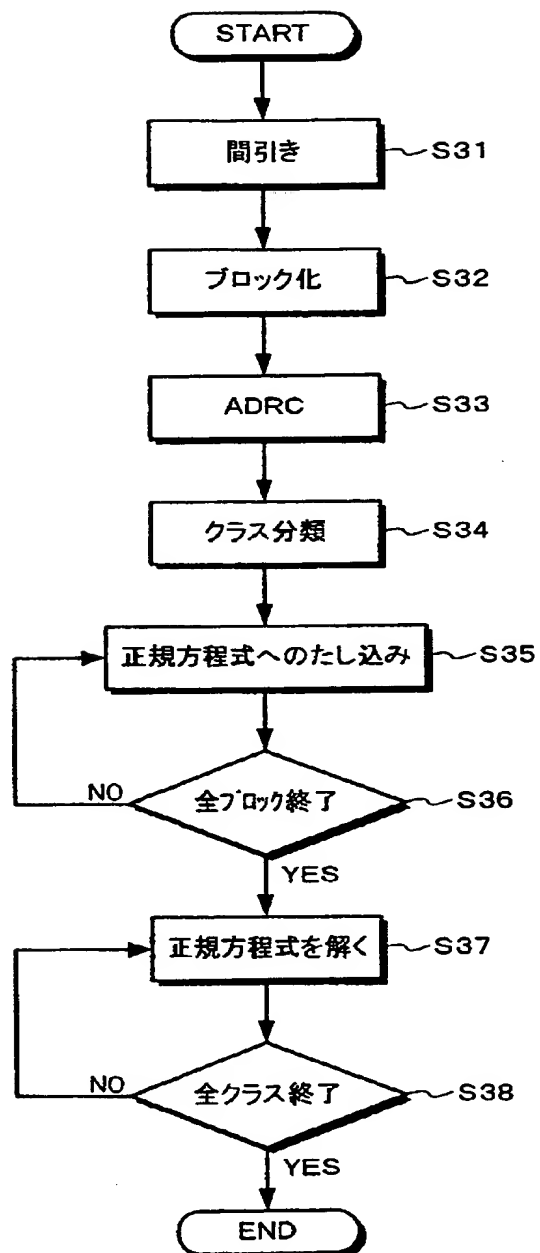 START
間引き S31
ブロック化 S32
ADRC S33
クラス分類 S34
正規方程式へのたし込み S35
全ブロック終了 S36
NO
YES
正規方程式を解く S37
全クラス終了 S38
NO
YES
END